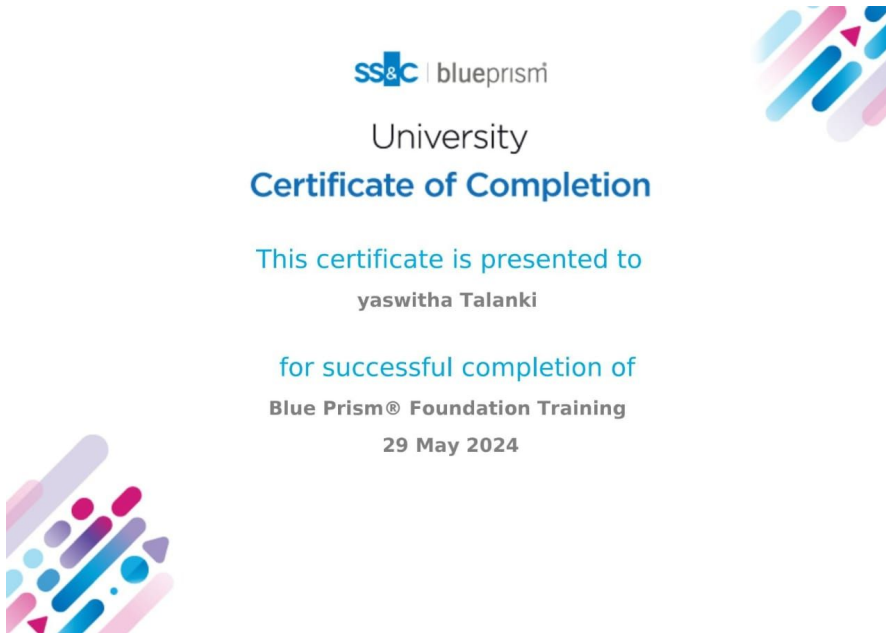 SS&C | blueprism
University
Certificate of Completion
This certificate is presented to
yaswitha Talanki
for successful completion of
Blue Prism® Foundation Training
29 May 2024